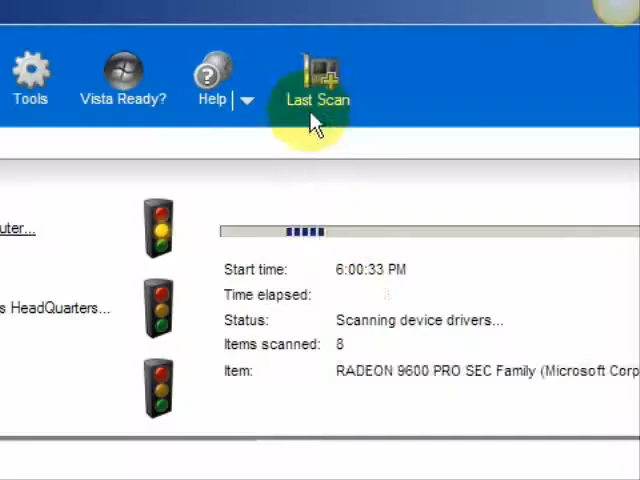 Tools Vista Ready? Help Last Scan
uter...
Start time: 6:00:33 PM
Time elapsed:
s HeadQuarters...
Status: Scanning device drivers...
Items scanned: 8
Item: RADEON 9600 PRO SEC Family (Microsoft Corp